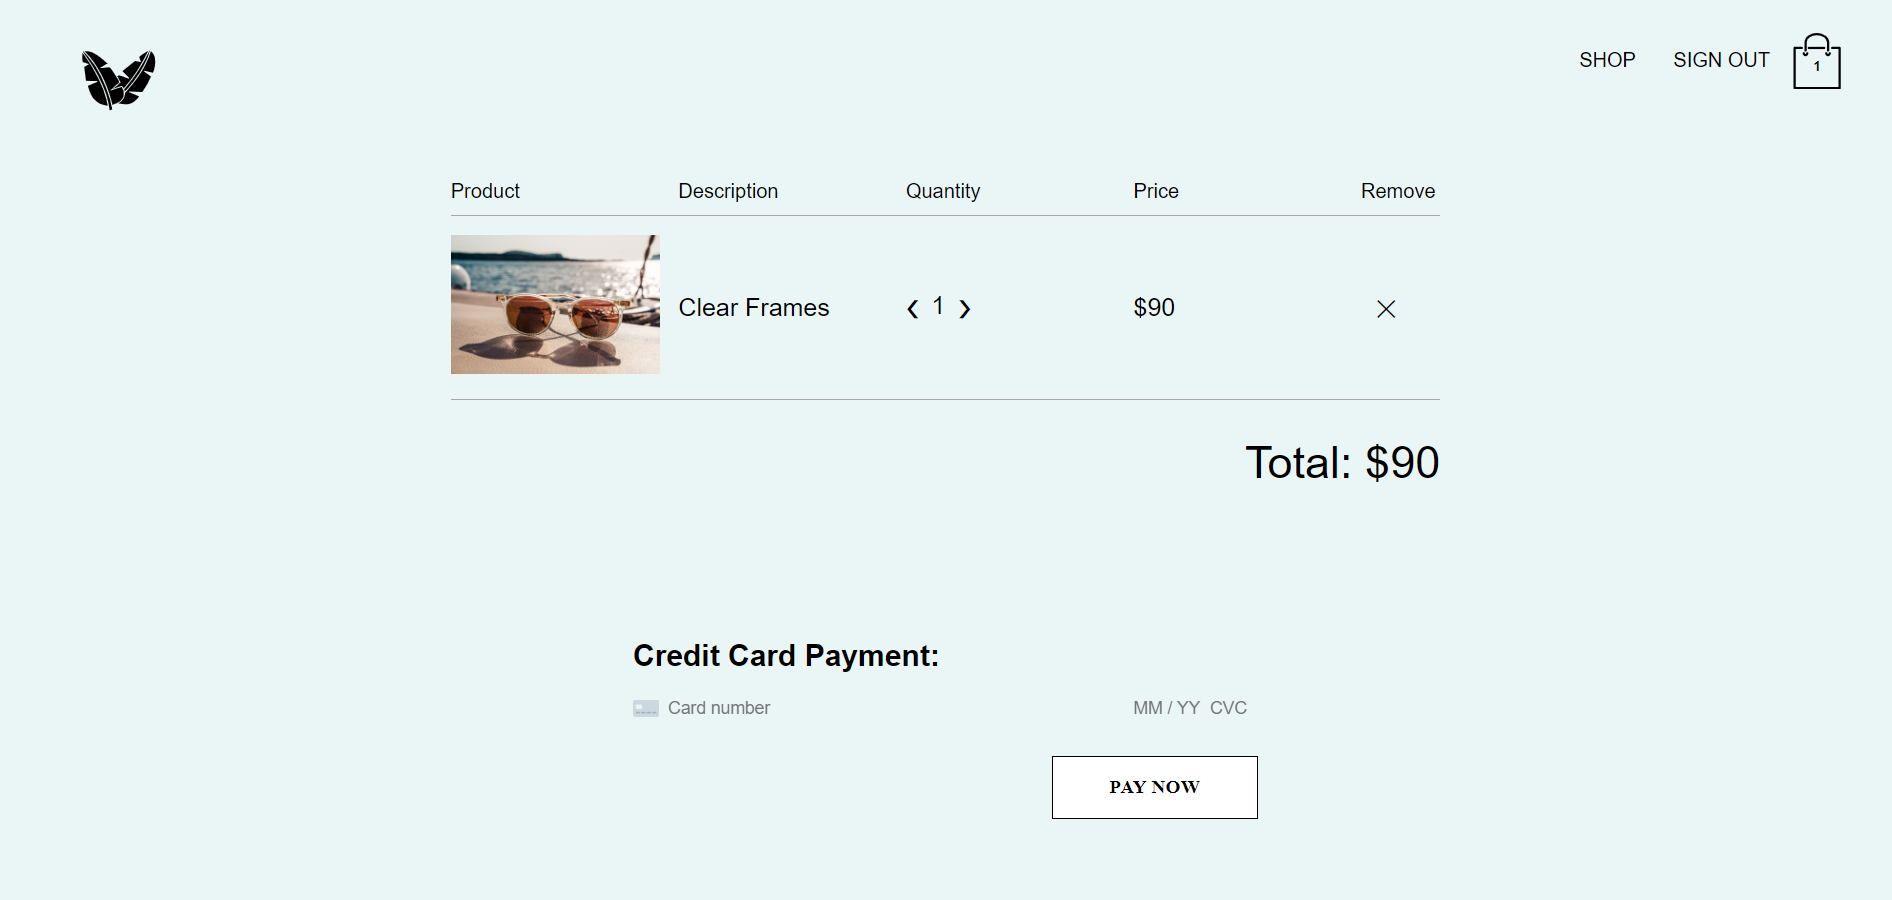 SHOP SIGN OUT 1
Product Description Quantity Price Remove
Clear Frames ❮ 1 ❯ $90
Total: $90
Credit Card Payment:
Card number MM / YY CVC
PAY NOW